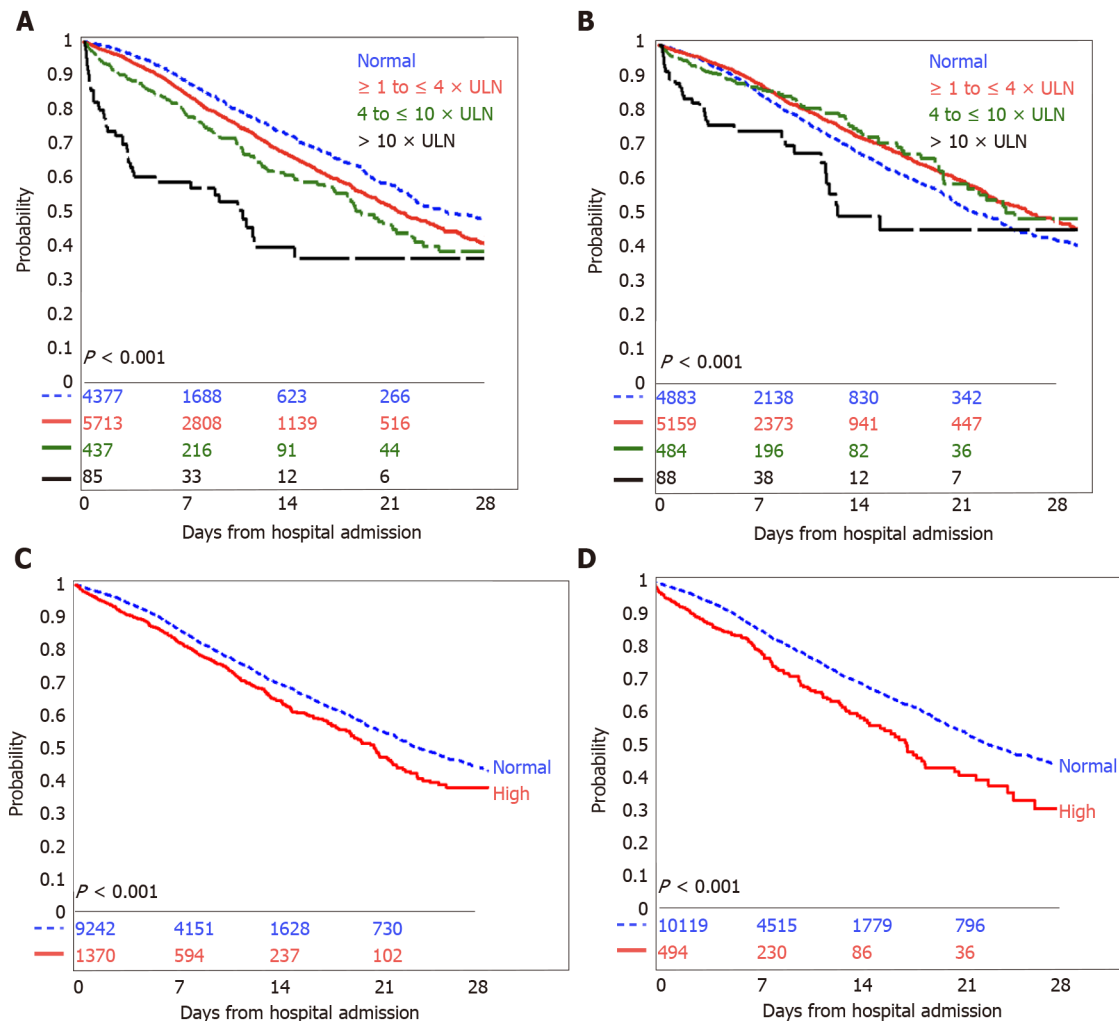 A
1
0.9
0.8
0.7
0.6
0.5
0.4
0.3
0.2
0.1
0
Probability
Normal
≥ 1 to ≤ 4 × ULN
4 to ≤ 10 × ULN
> 10 × ULN
P < 0.001
4377 1688 623 266
5713 2808 1139 516
437 216 91 44
85 33 12 6
0 7 14 21 28
Days from hospital admission
B
1
0.9
0.8
0.7
0.6
0.5
0.4
0.3
0.2
0.1
0
Probability
Normal
≥ 1 to ≤ 4 × ULN
4 to ≤ 10 × ULN
> 10 × ULN
P < 0.001
4883 2138 830 342
5159 2373 941 447
484 196 82 36
88 38 12 7
0 7 14 21 28
Days from hospital admission
C
1
0.9
0.8
0.7
0.6
0.5
0.4
0.3
0.2
0.1
0
Probability
Normal
High
P < 0.001
9242 4151 1628 730
1370 594 237 102
0 7 14 21 28
Days from hospital admission
D
1
0.9
0.8
0.7
0.6
0.5
0.4
0.3
0.2
0.1
0
Probability
Normal
High
P < 0.001
10119 4515 1779 796
494 230 86 36
0 7 14 21 28
Days from hospital admission